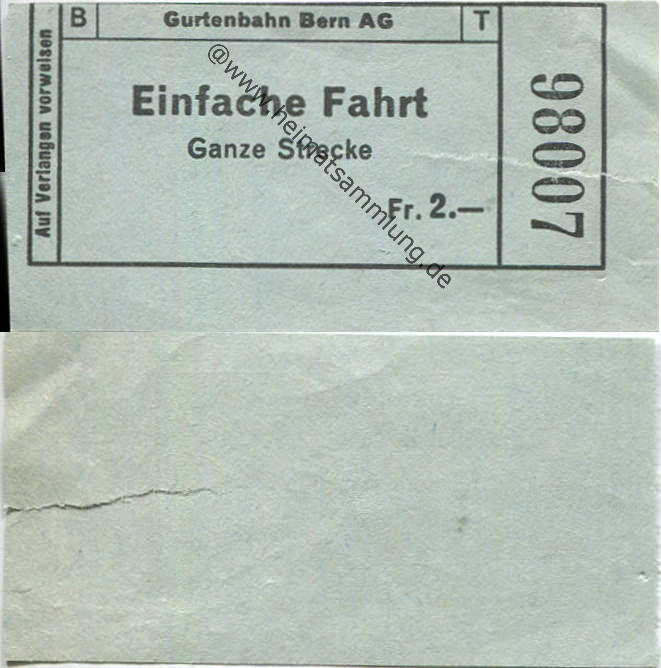 Auf Verlangen vorweisen
B Gurtenbahn Bern AG T
Einfache Fahrt
Ganze Strecke
Fr. 2.—
98007
@www.heimatsammlung.de